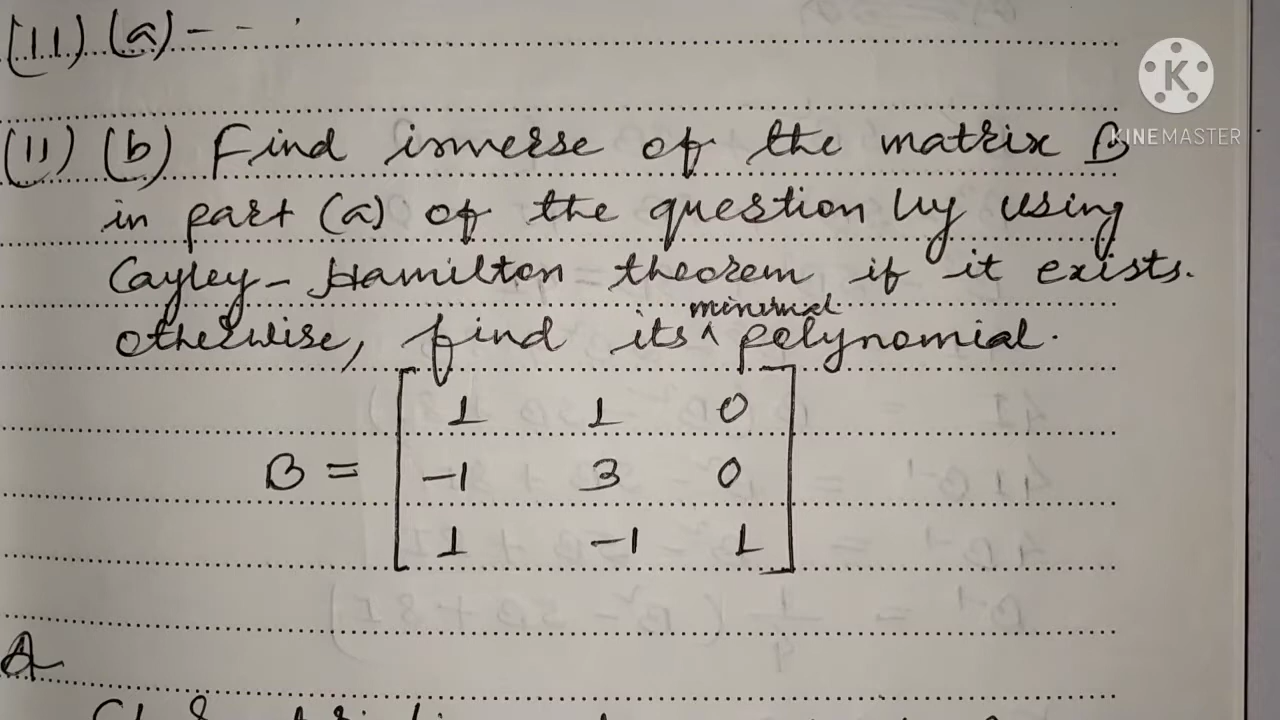 (11) (a) - -
K
KINEMASTER
(11) (b) Find inverse of the matrix B
in part (a) of the question by using
Cayley-Hamilton theorem if it exists.
otherwise, find its ^ minimal polynomial.
1 1 0
B = -1 3 0
1 -1 1
A